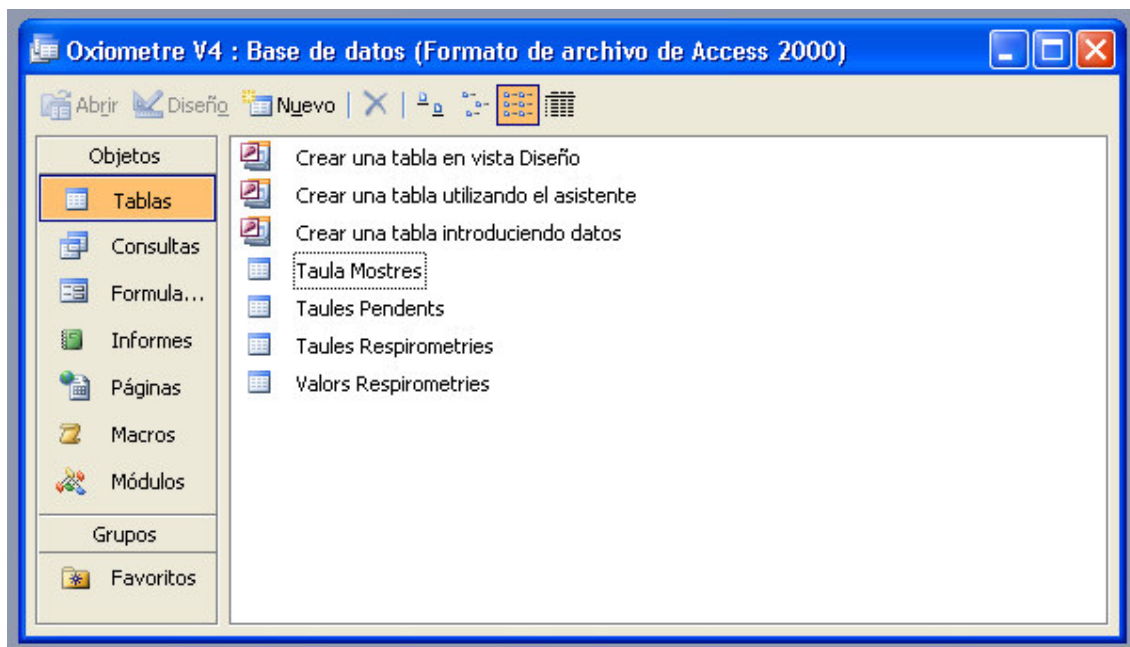 Oxiometre V4 : Base de datos (Formato de archivo de Access 2000)
Abrir Diseño Nuevo
Objetos
Tablas
Consultas
Formula...
Informes
Páginas
Macros
Módulos
Grupos
Favoritos
Crear una tabla en vista Diseño
Crear una tabla utilizando el asistente
Crear una tabla introduciendo datos
Taula Mostres
Taules Pendents
Taules Respirometries
Valors Respirometries